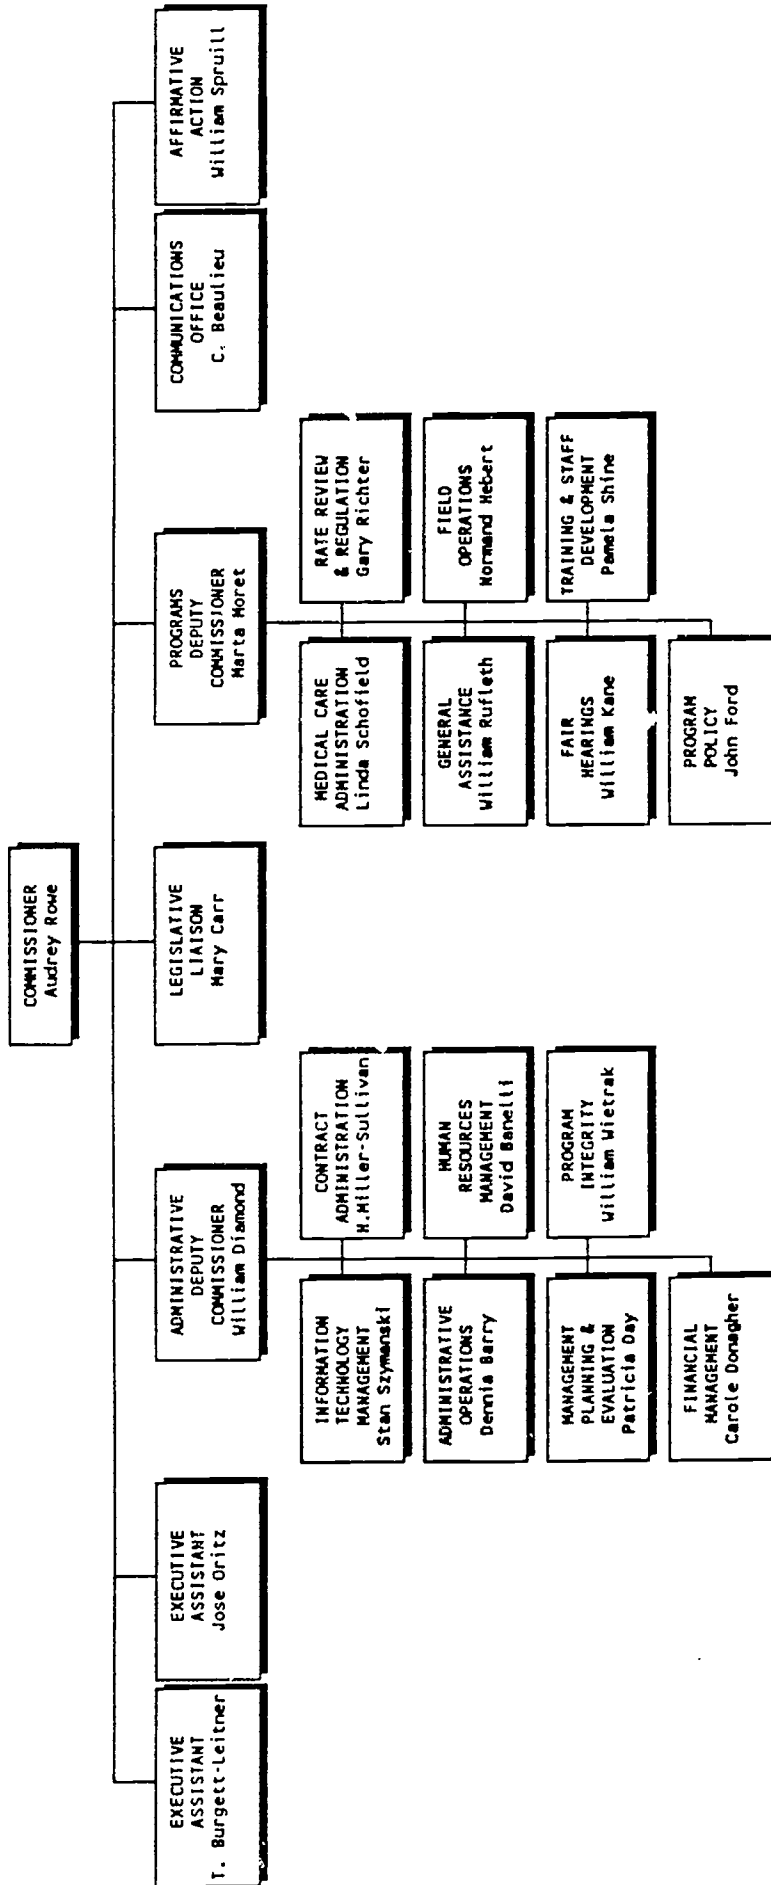 COMMISSIONER
Audrey Rowe
EXECUTIVE
ASSISTANT
T. Burgett-Leitner
EXECUTIVE
ASSISTANT
Jose Oritz
ADMINISTRATIVE
DEPUTY
COMMISSIONER
William Diamond
LEGISLATIVE
LIAISON
Mary Carr
PROGRAMS
DEPUTY
COMMISSIONER
Marta Moret
COMMUNICATIONS
OFFICE
C. Beaulieu
AFFIRMATIVE
ACTION
William Spruill
INFORMATION
TECHNOLOGY
MANAGEMENT
Stan Szymanski
CONTRACT
ADMINISTRATION
H.Miller-Sullivan
ADMINISTRATIVE
OPERATIONS
Dennia Barry
HUMAN
RESOURCES
MANAGEMENT
David Banelli
MANAGEMENT
PLANNING &
EVALUATION
Patricia Day
PROGRAM
INTEGRITY
William Wietrak
FINANCIAL
MANAGEMENT
Carole Donagher
MEDICAL CARE
ADMINISTRATION
Linda Schofield
RATE REVIEW
& REGULATION
Gary Richter
GENERAL
ASSISTANCE
William Rufleth
FIELD
OPERATIONS
Normand Hebert
FAIR
HEARINGS
William Kane
TRAINING & STAFF
DEVELOPMENT
Pamela Shine
PROGRAM
POLICY
John Ford